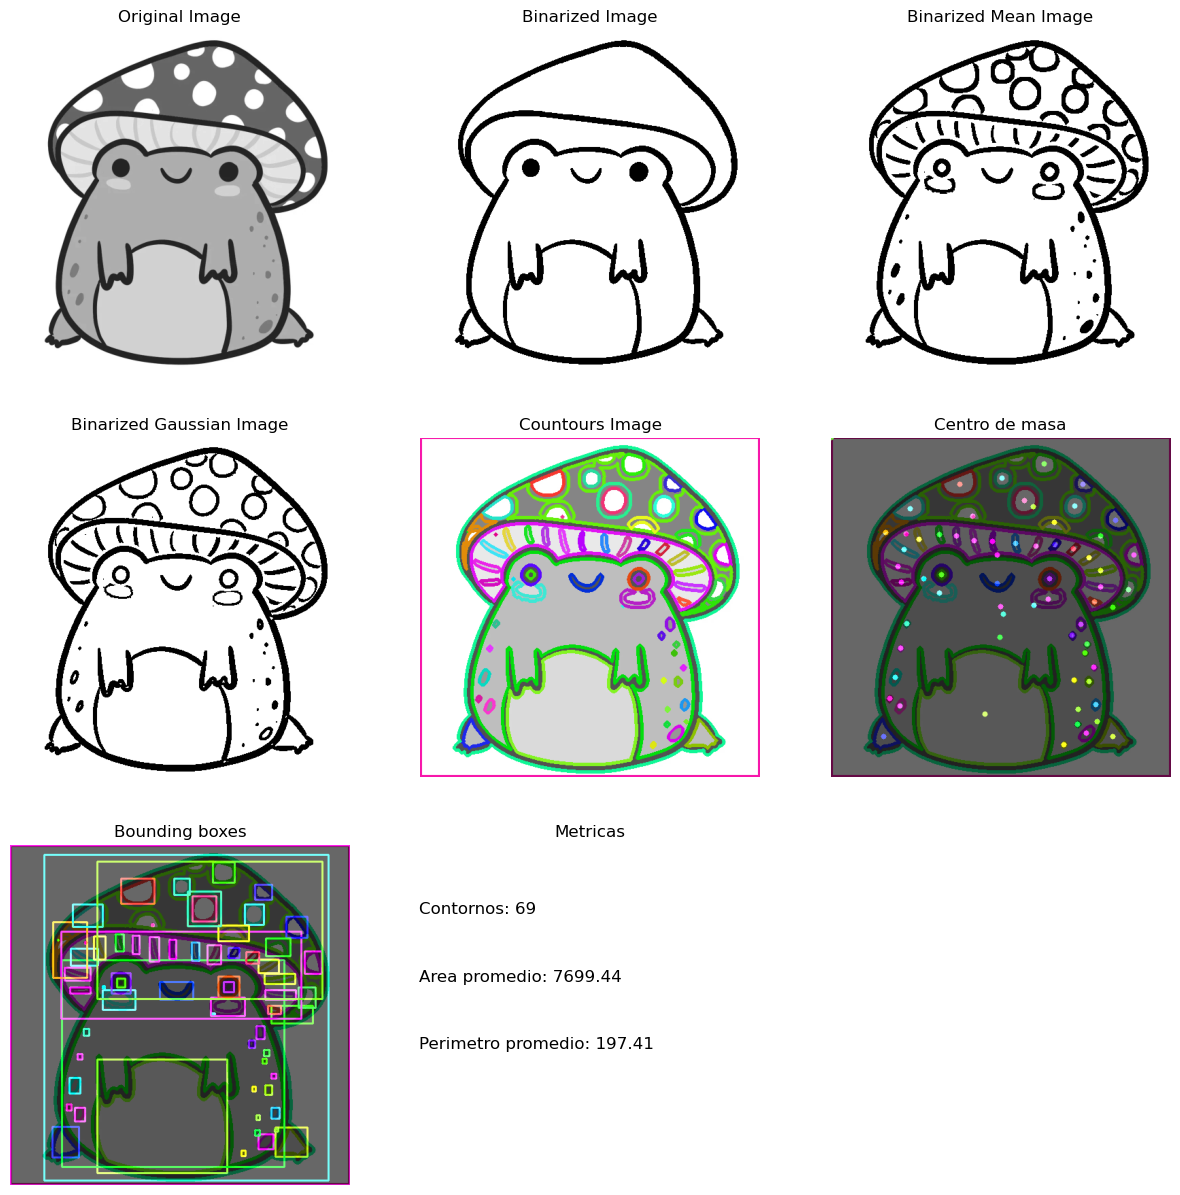 Original Image
Binarized Image
Binarized Mean Image
Binarized Gaussian Image
Countours Image
Centro de masa
Bounding boxes
Metricas
Contornos: 69
Area promedio: 7699.44
Perimetro promedio: 197.41